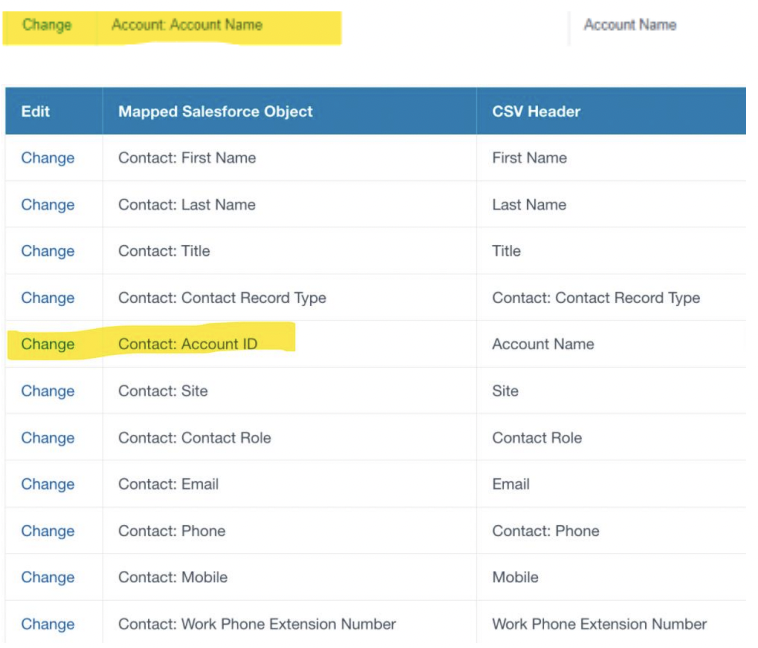 Change Account: Account Name Account Name
Edit Mapped Salesforce Object CSV Header
Change Contact: First Name First Name
Change Contact: Last Name Last Name
Change Contact: Title Title
Change Contact: Contact Record Type Contact: Contact Record Type
Change Contact: Account ID Account Name
Change Contact: Site Site
Change Contact: Contact Role Contact Role
Change Contact: Email Email
Change Contact: Phone Contact: Phone
Change Contact: Mobile Mobile
Change Contact: Work Phone Extension Number Work Phone Extension Number